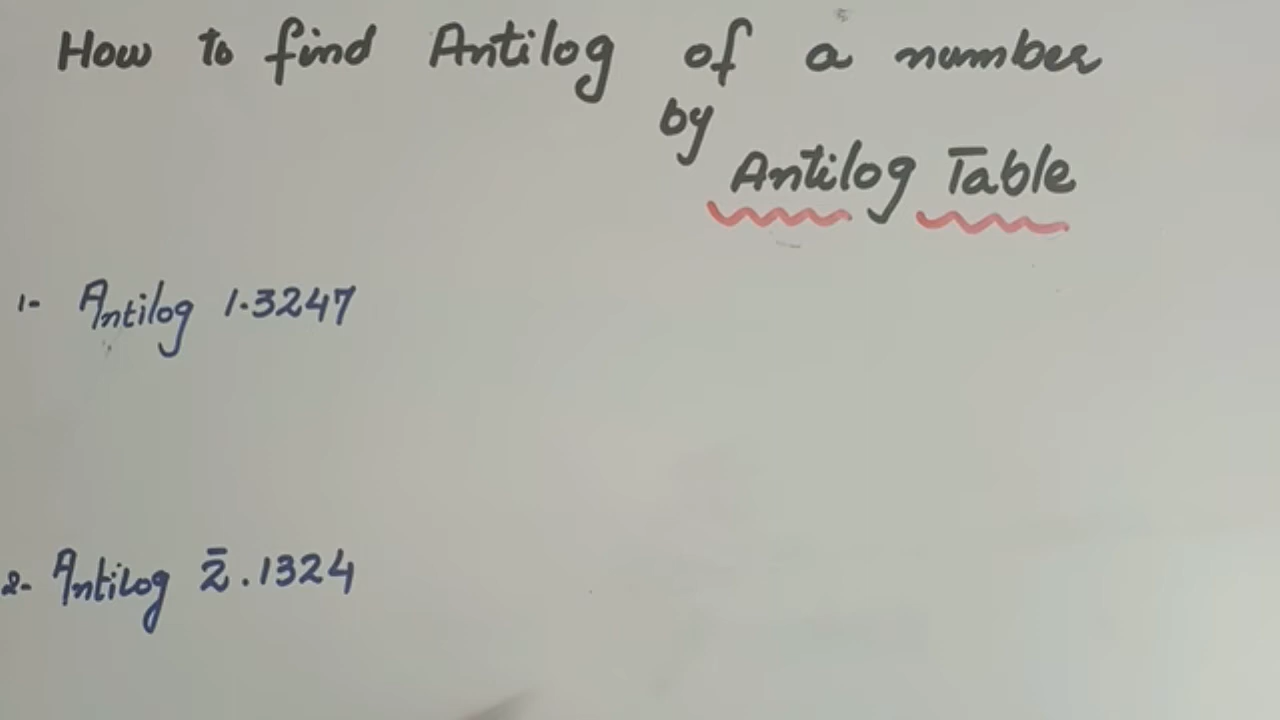 How to find Antilog of a number
by
Antilog Table
1- Antilog 1.3247
2- Antilog 2̄.1324